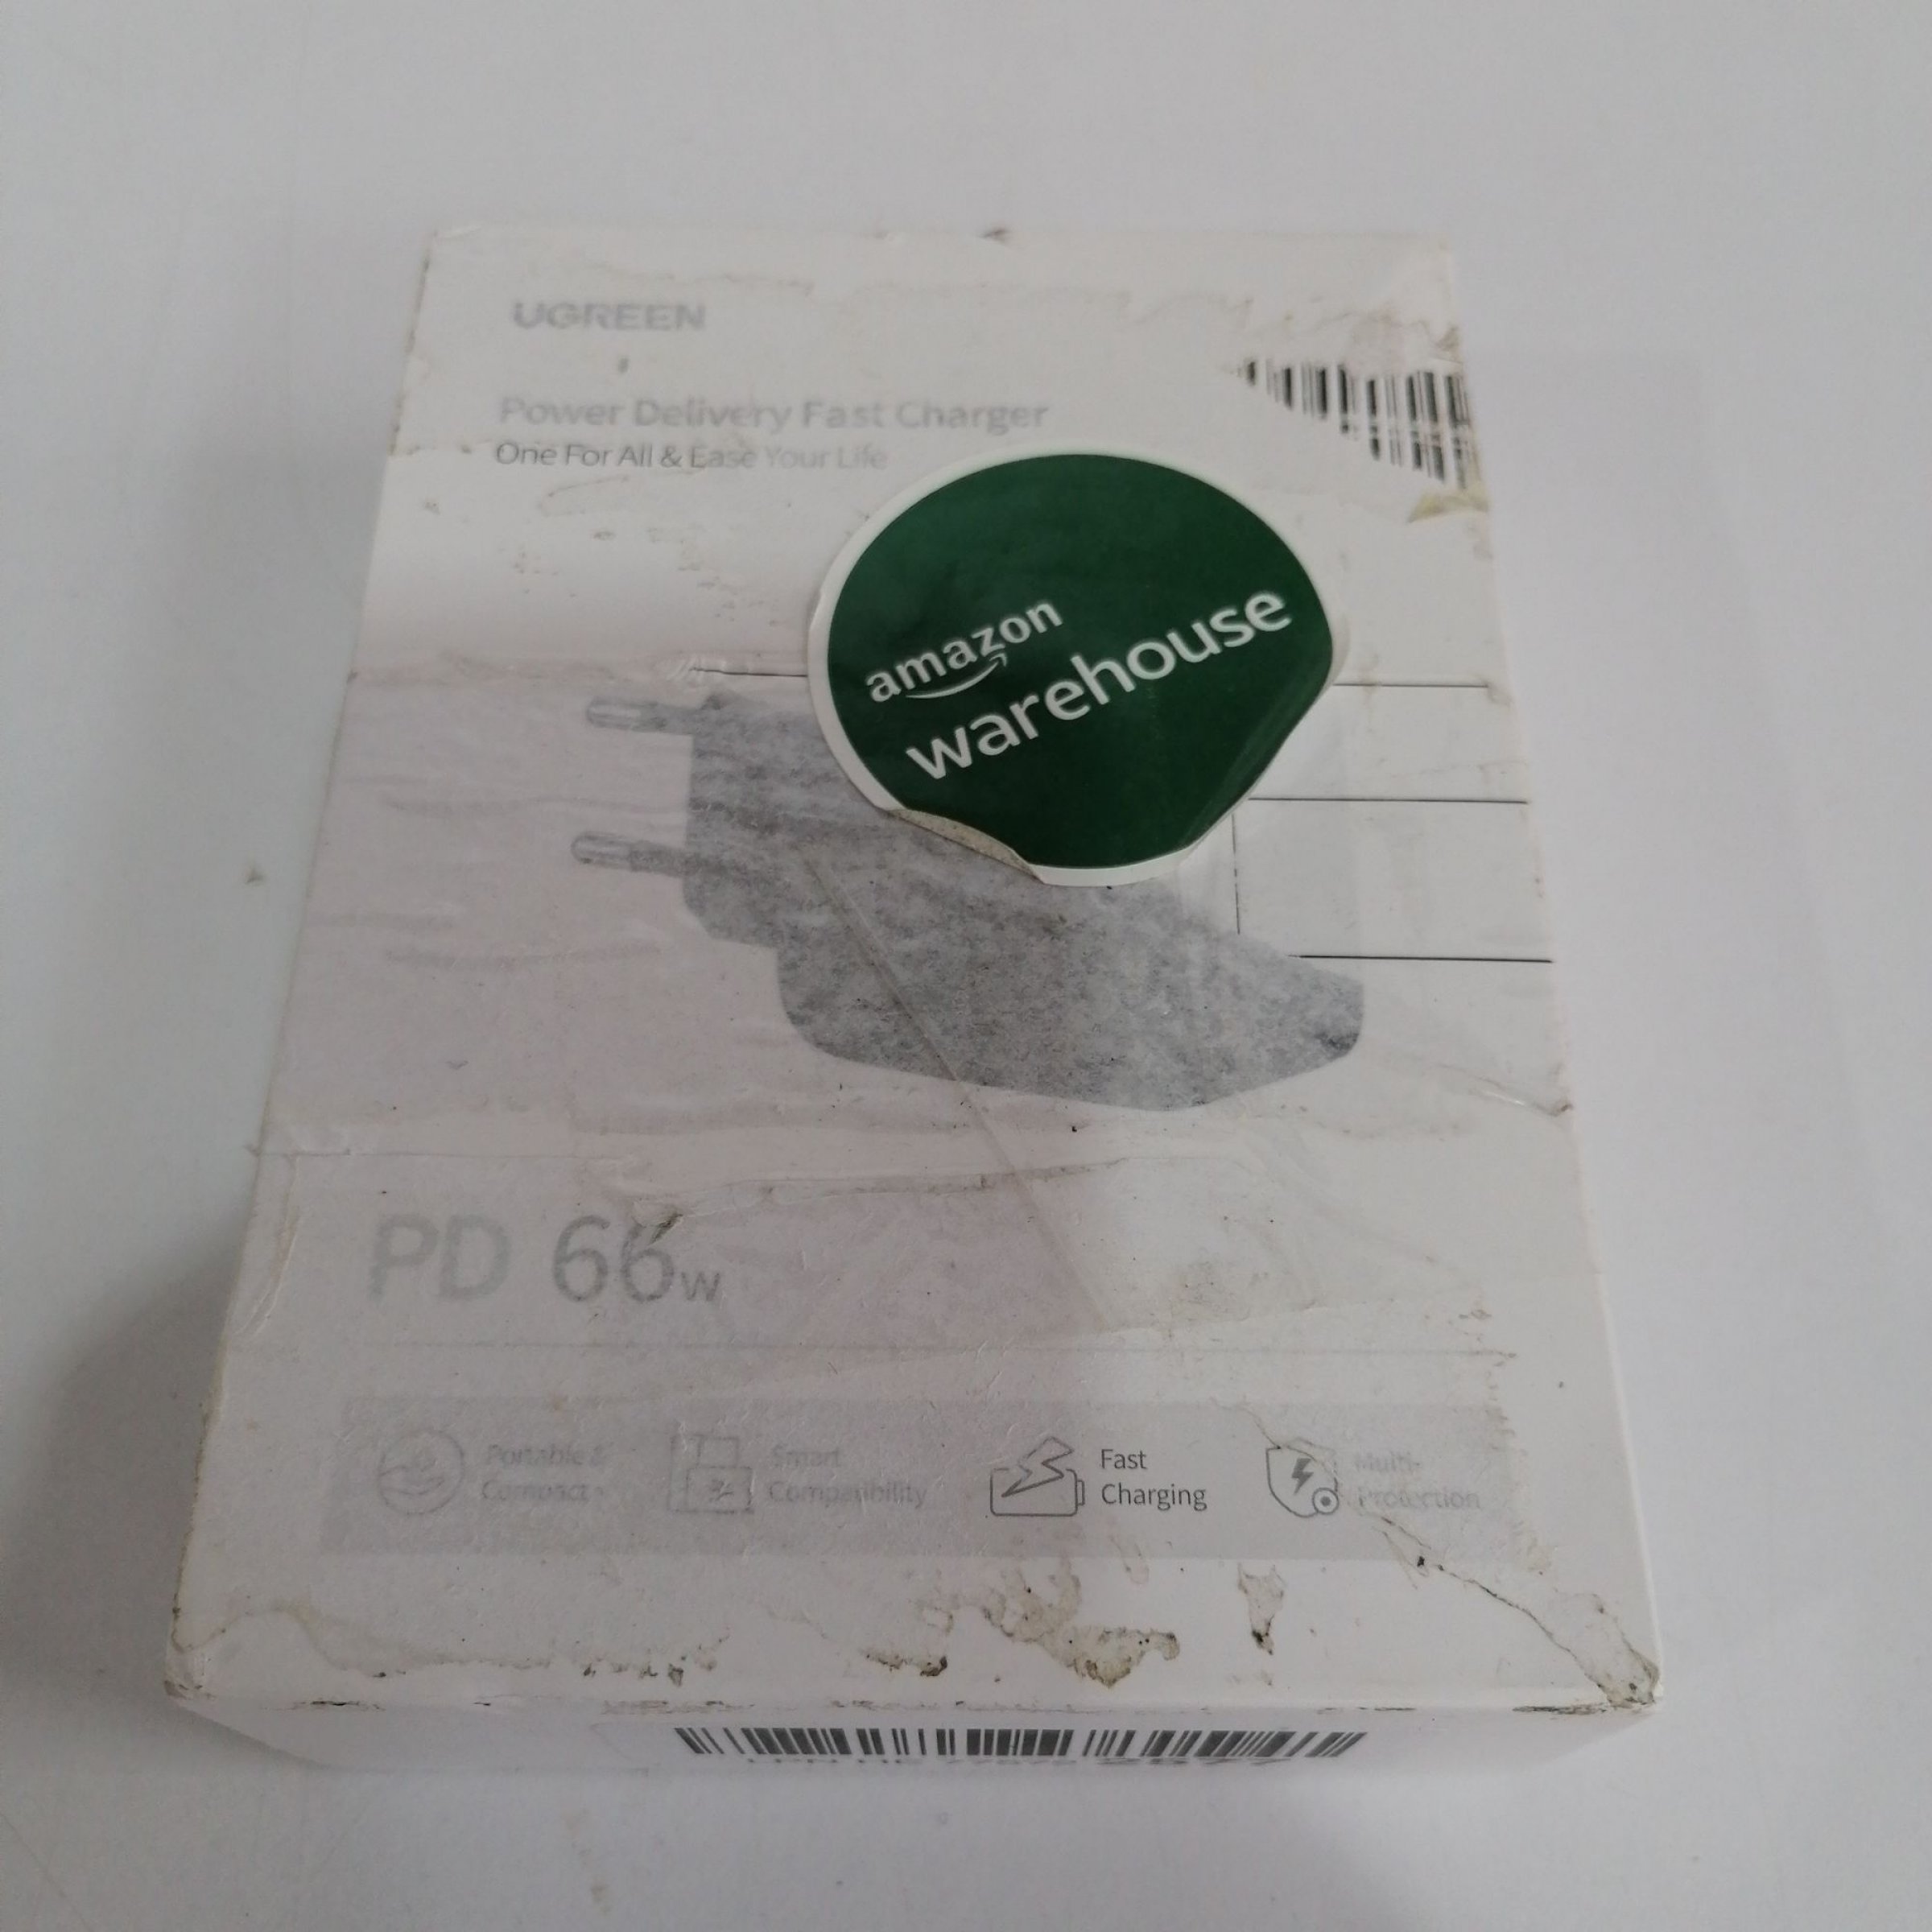 UGREEN
Power Delivery Fast Charger
One For All & Ease Your Life
amazon
warehouse
PD 66W
Portable &
Compact
Smart
Compatibility
Fast
Charging
Multi-
Protection